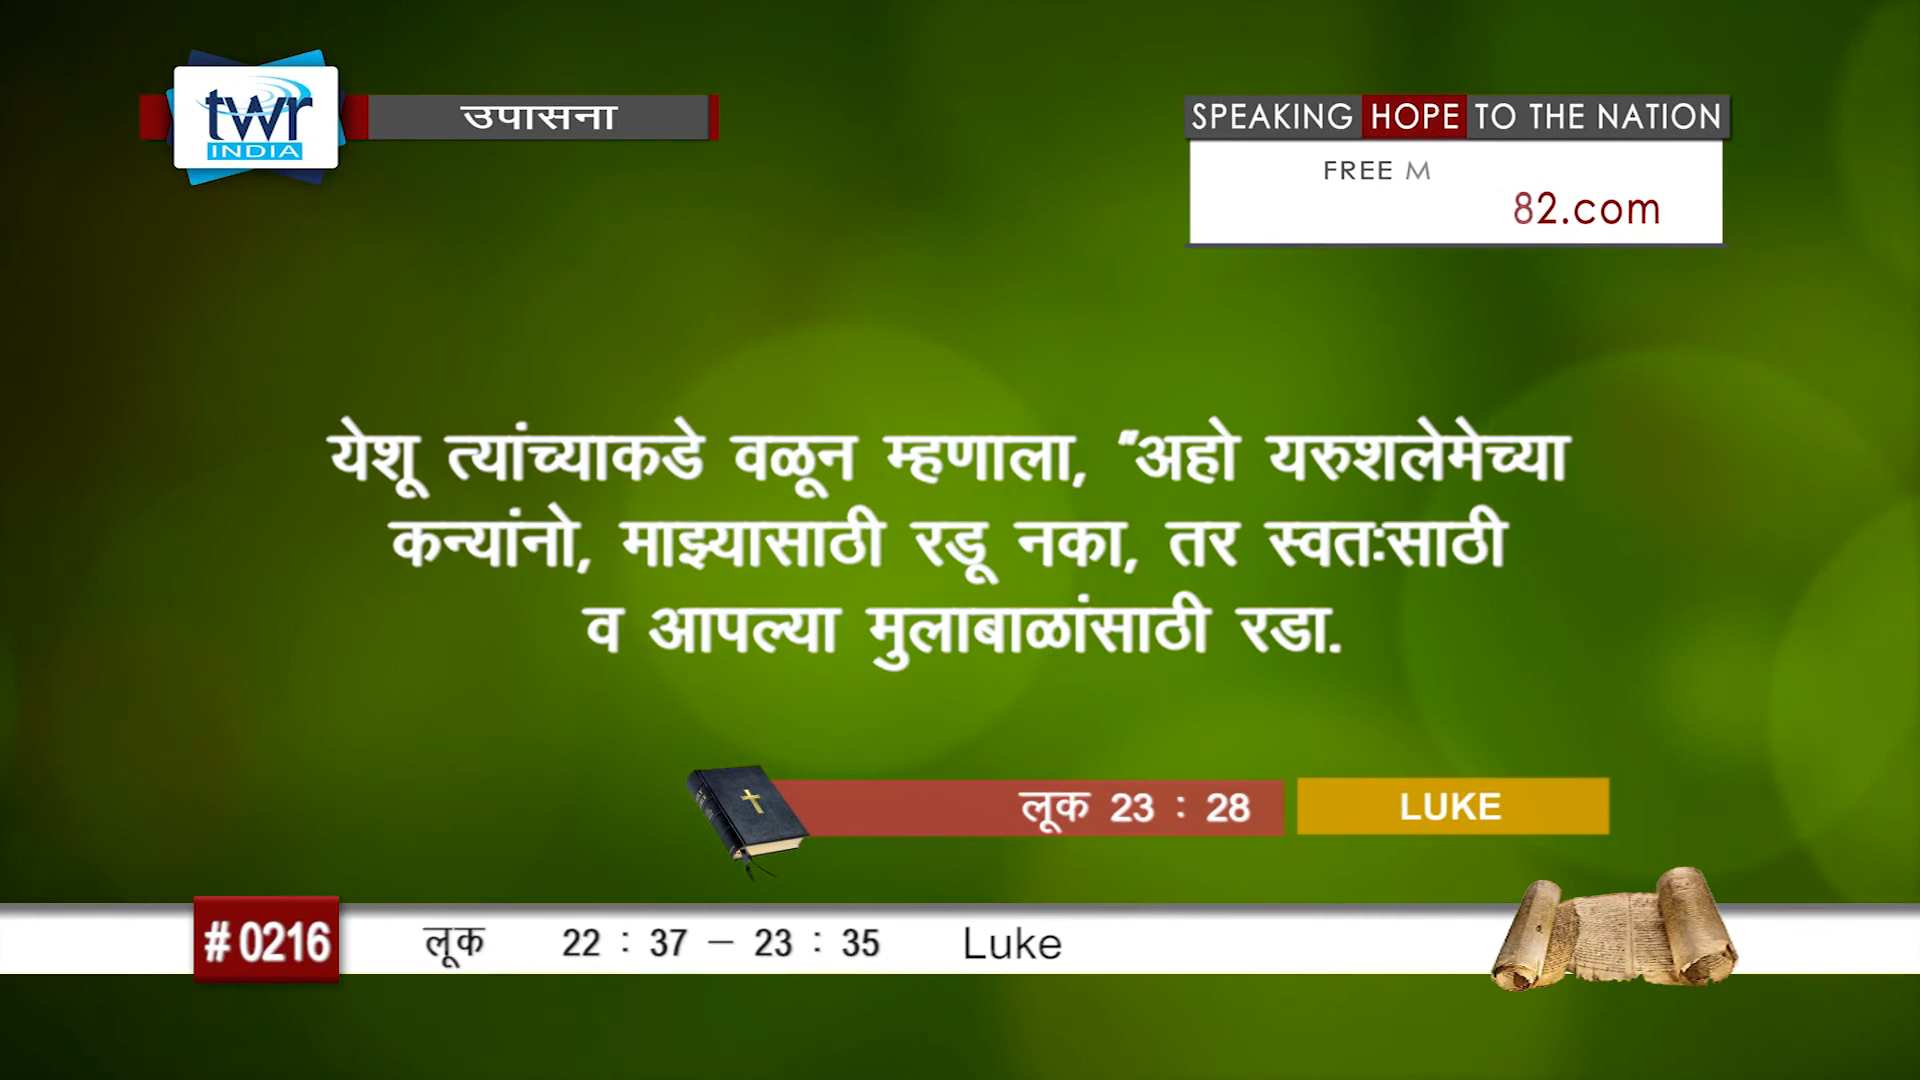 twr
INDIA
उपासना
SPEAKING HOPE TO THE NATION
FREE M
82.com
येशू त्यांच्याकडे वळून म्हणाला, "अहो यरुशलेमेच्या
कन्यांनो, माझ्यासाठी रडू नका, तर स्वतःसाठी
व आपल्या मुलाबाळांसाठी रडा.
लूक 23 : 28
LUKE
# 0216
लूक 22 : 37 – 23 : 35 Luke